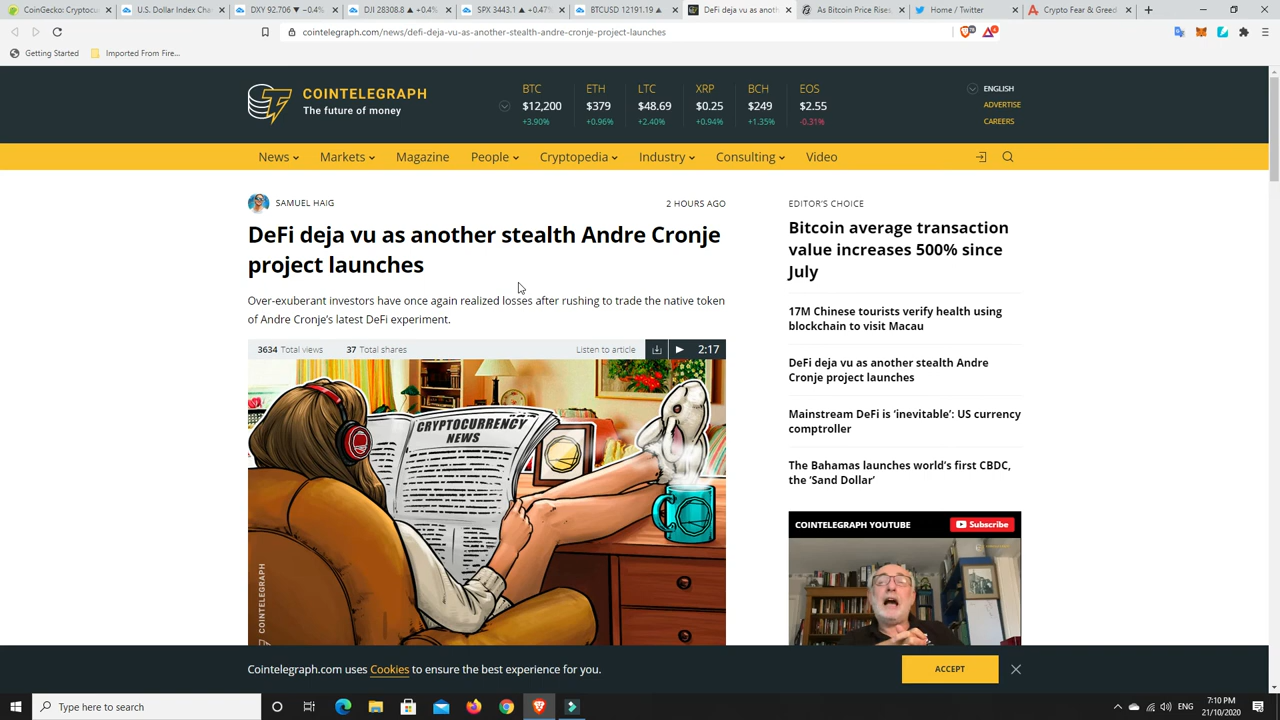 CoinGecko: Cryptocu
U.S. Dollar Index Cha
DXY 92.706 ▼ −0.4%
DJI 28308.8 ▲ +0.4%
SPX 3443.1 ▲ +0.47%
BTCUSD 12191.19 ▲
DeFi deja vu as anoth
As Bitcoin Price Rises
Home / Twitter
Crypto Fear & Greed
cointelegraph.com/news/defi-deja-vu-as-another-stealth-andre-cronje-project-launches
Getting Started
Imported From Fire...
COINTELEGRAPH
The future of money
BTC ETH LTC XRP BCH EOS
$12,200 $379 $48.69 $0.25 $249 $2.55
+3.90% +0.96% +2.40% +0.94% +1.35% -0.31%
ENGLISH
ADVERTISE
CAREERS
News Markets Magazine People Cryptopedia Industry Consulting Video
SAMUEL HAIG
2 HOURS AGO
DeFi deja vu as another stealth Andre Cronje
project launches
Over-exuberant investors have once again realized losses after rushing to trade the native token
of Andre Cronje's latest DeFi experiment.
3634 Total views 37 Total shares Listen to article 2:17
CRYPTOCURRENCY
NEWS
COINTELEGRAPH
EDITOR'S CHOICE
Bitcoin average transaction
value increases 500% since
July
17M Chinese tourists verify health using
blockchain to visit Macau
DeFi deja vu as another stealth Andre
Cronje project launches
Mainstream DeFi is 'inevitable': US currency
comptroller
The Bahamas launches world's first CBDC,
the 'Sand Dollar'
COINTELEGRAPH YOUTUBE
Subscribe
Cointelegraph.com uses Cookies to ensure the best experience for you.
ACCEPT
Type here to search
ENG
7:10 PM
21/10/2020